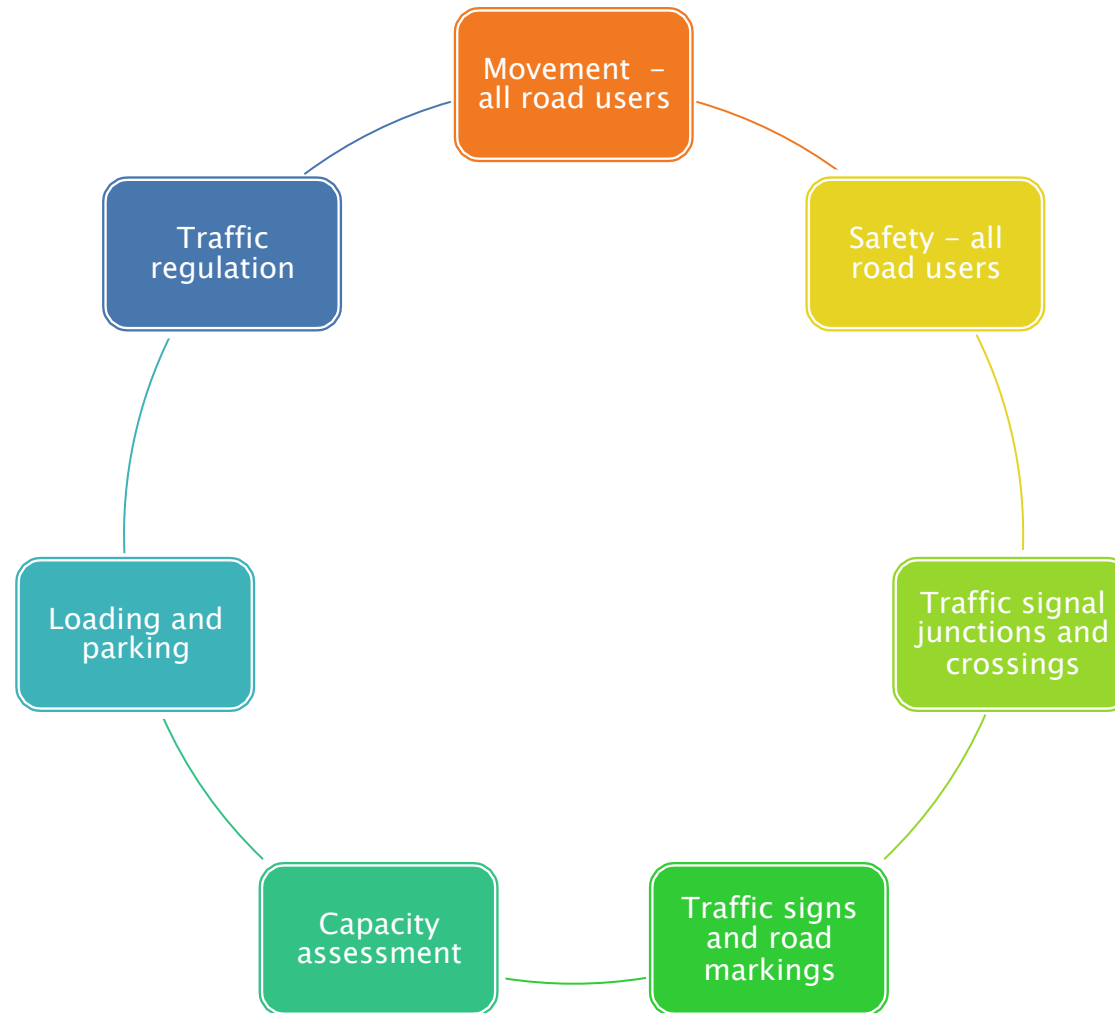 Movement –
all road users
Safety – all
road users
Traffic signal
junctions and
crossings
Traffic signs
and road
markings
Capacity
assessment
Loading and
parking
Traffic
regulation